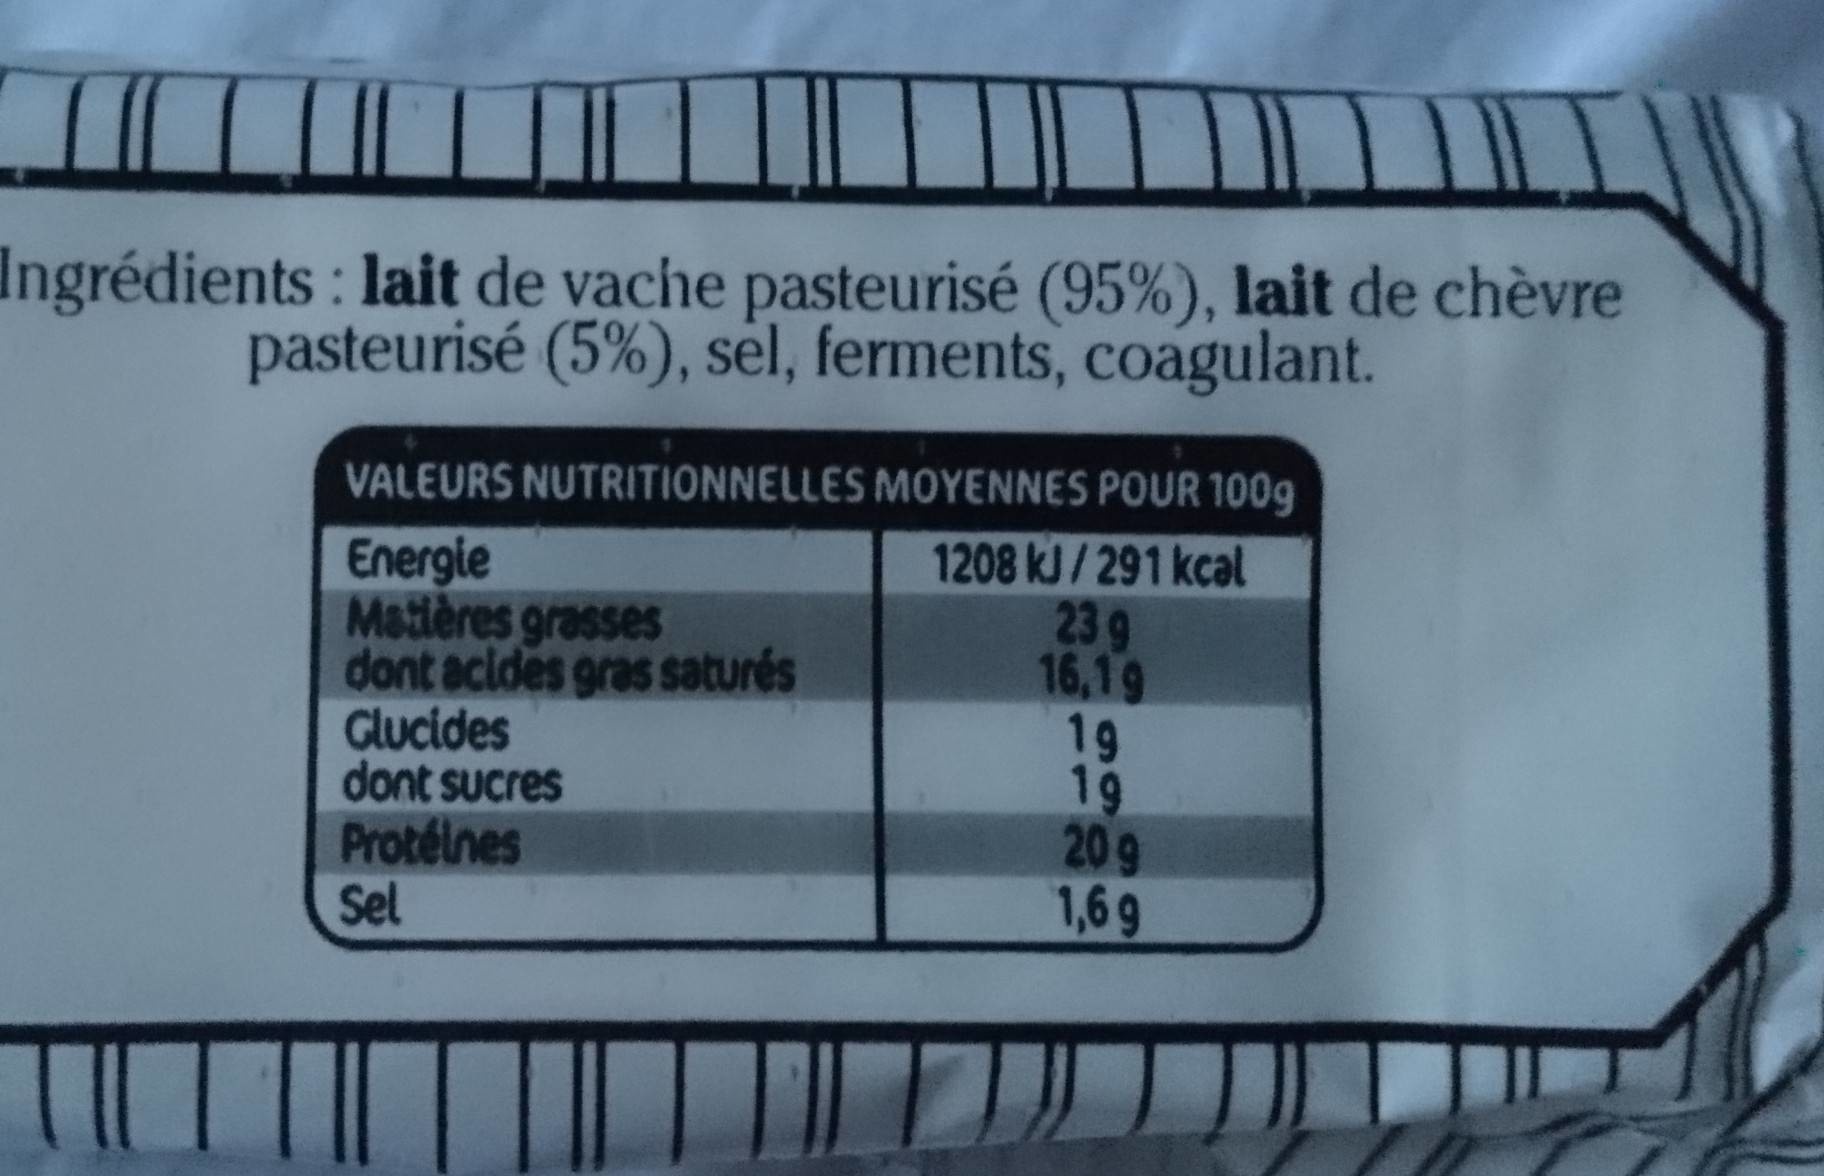 Ingrédients : lait de vache pasteurisé (95%), lait de chèvre
pasteurisé (5%), sel, ferments, coagulant.
VALEURS NUTRITIONNELLES MOYENNES POUR 100g
Energie 1208 kJ / 291 kcal
Matières grasses 23 g
dont acides gras saturés 16,1 g
Glucides 1 g
dont sucres 1 g
Protéines 20 g
Sel 1,6 g